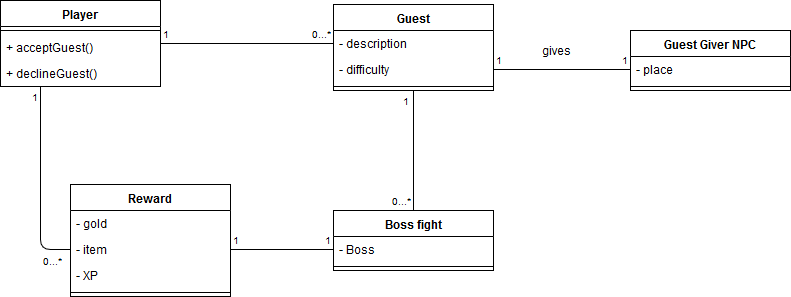 Player
+ acceptGuest()
+ declineGuest()
1
0...*
Guest
- description
- difficulty
1
gives
1
Guest Giver NPC
- place
1
1
0...*
Reward
- gold
- item
- XP
0...*
1
1
Boss fight
- Boss